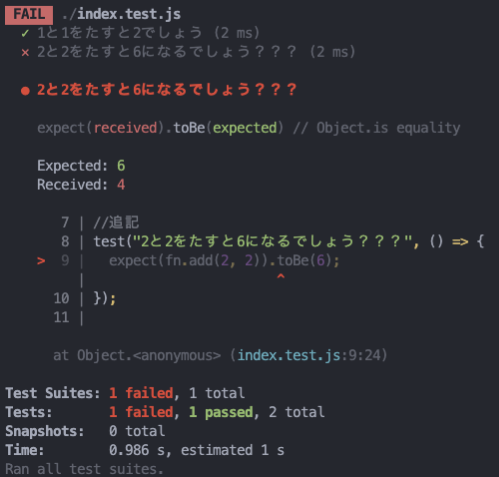 FAIL ./index.test.js
✓ 1と1をたすと2でしょう (2 ms)
✕ 2と2をたすと6になるでしょう??? (2 ms)
● 2と2をたすと6になるでしょう???
expect(received).toBe(expected) // Object.is equality
Expected: 6
Received: 4
7 | //追記
8 | test("2と2をたすと6になるでしょう???", () => {
> 9 | expect(fn.add(2, 2)).toBe(6);
| ^
10 | });
11 |
at Object.<anonymous> (index.test.js:9:24)
Test Suites: 1 failed, 1 total
Tests: 1 failed, 1 passed, 2 total
Snapshots: 0 total
Time: 0.986 s, estimated 1 s
Ran all test suites.